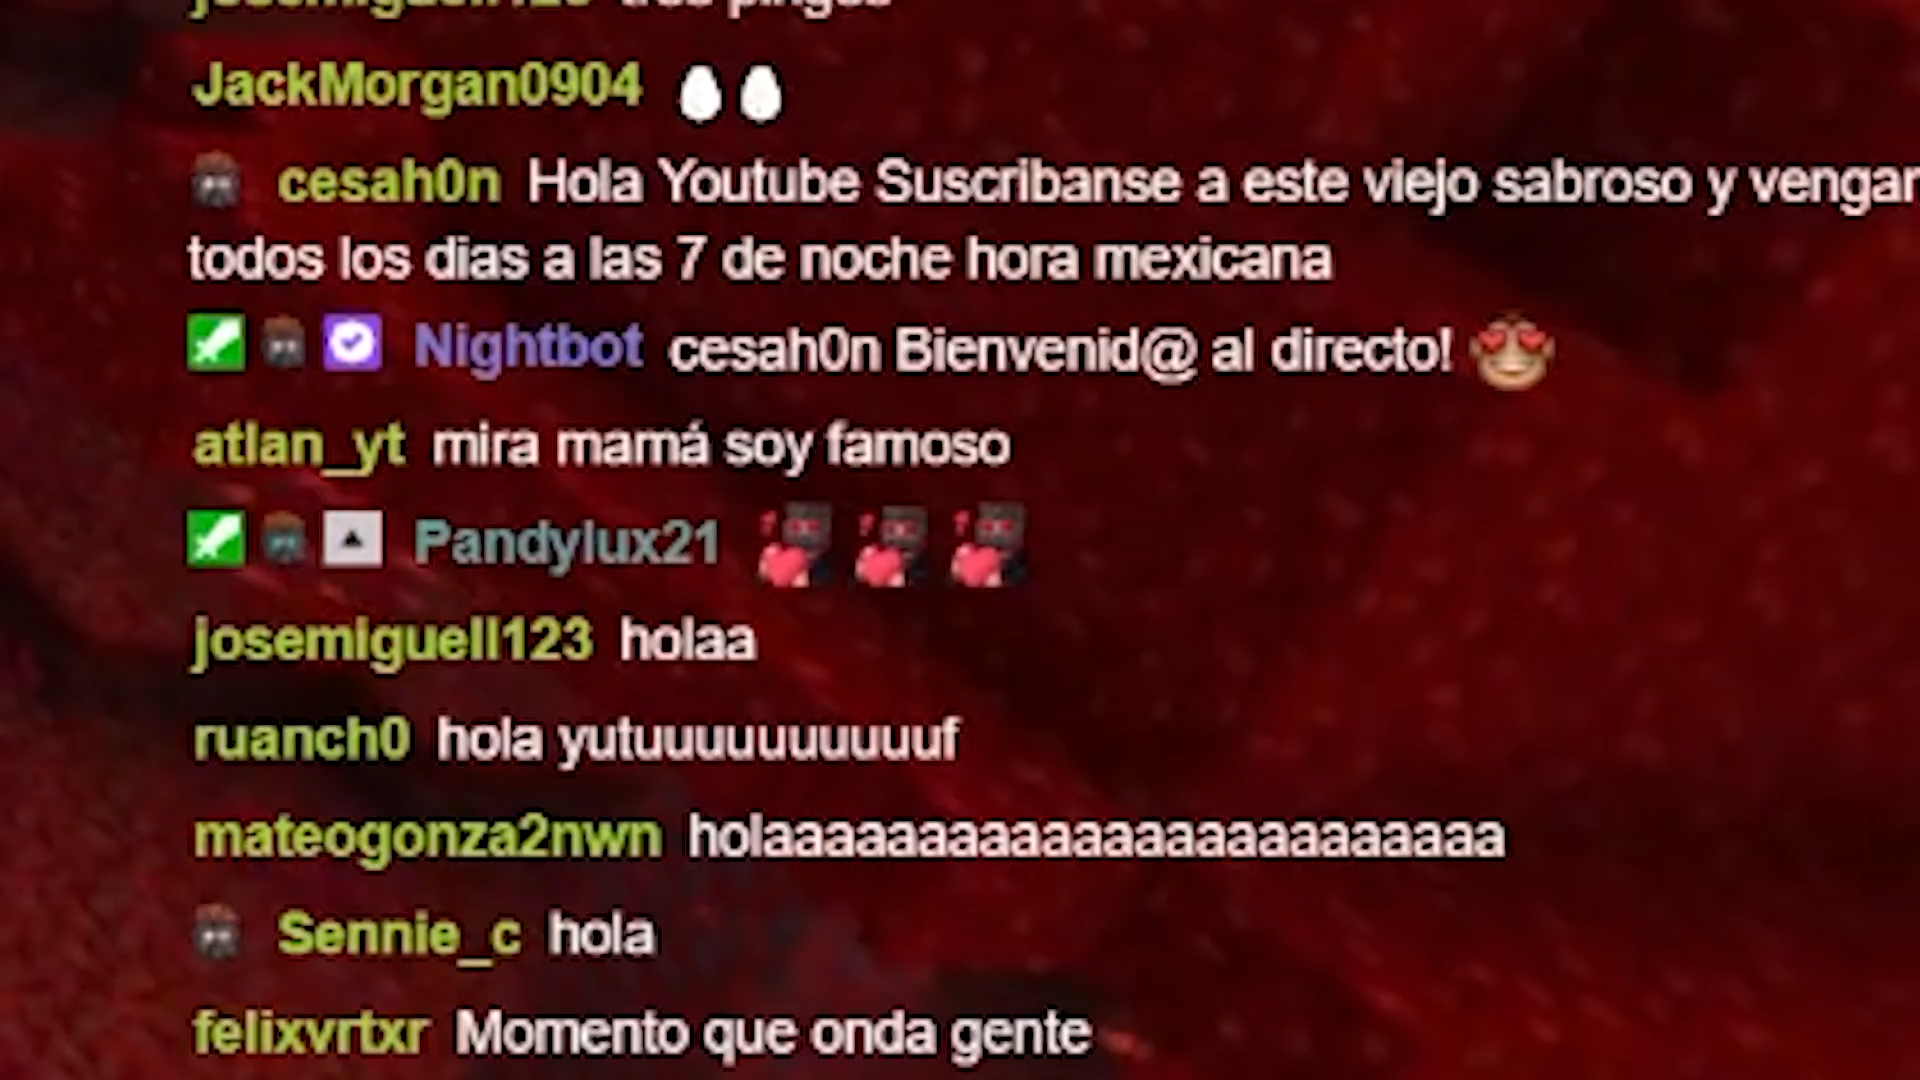 JackMorgan0904 🥚🥚
cesah0n Hola Youtube Suscribanse a este viejo sabroso y vengan
todos los dias a las 7 de noche hora mexicana
Nightbot cesah0n Bienvenid@ al directo!
atlan_yt mira mamá soy famoso
Pandylux21
josemiguell123 holaa
ruanch0 hola yutuuuuuuuuuuf
mateogonza2nwn holaaaaaaaaaaaaaaaaaaaaaaaa
Sennie_c hola
felixvrtxr Momento que onda gente